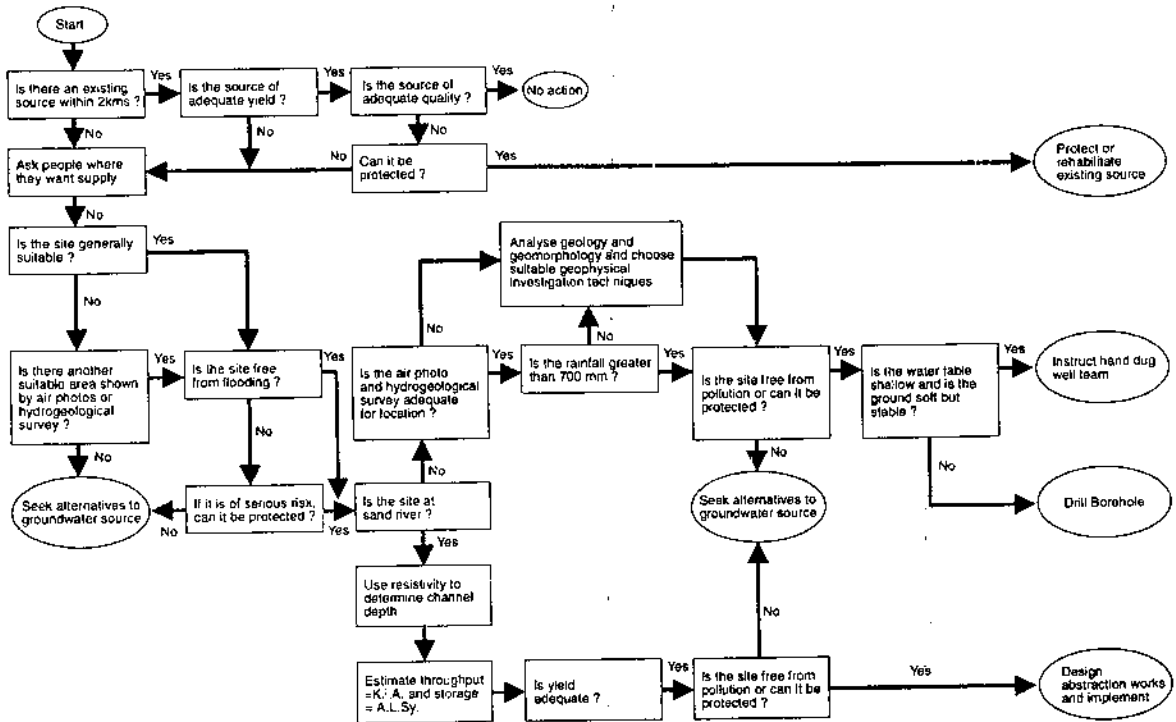 Start
Is there an existing
source within 2kms ?
Yes
Is the source of
adequate yield ?
Yes
Is the source of
adequate quality ?
Yes
No action
No
No
No
Ask people where
they want supply
No
Can it be
protected ?
Yes
Protect or
rehabilitate
existing source
No
Is the site generally
suitable ?
Yes
Analyse geology and
geomorphology and choose
suitable geophysical
investigation techniques
No
No
No
Is there another
suitable area shown
by air photos or
hydrogeological
survey ?
Yes
Is the site free
from flooding ?
Yes
Is the air photo
and hydrogeological
survey adequate
for location ?
Yes
Is the rainfall greater
than 700 mm ?
Yes
Is the site free from
pollution or can it be
protected ?
Yes
Is the water table
shallow and is the
ground soft but
stable ?
Yes
Instruct hand dug
well team
No
No
No
No
No
Seek alternatives to
groundwater source
No
If it is of serious risk,
can it be protected ?
Yes
Is the site at
sand river ?
Seek alternatives to
groundwater source
Drill Borehole
Yes
Use resistivity to
determine channel
depth
No
Estimate throughput
=K.i.A. and storage
= A.L.Sy.
Is yield
adequate ?
Yes
Is the site free from
pollution or can it be
protected ?
Yes
Design
abstraction works
and implement